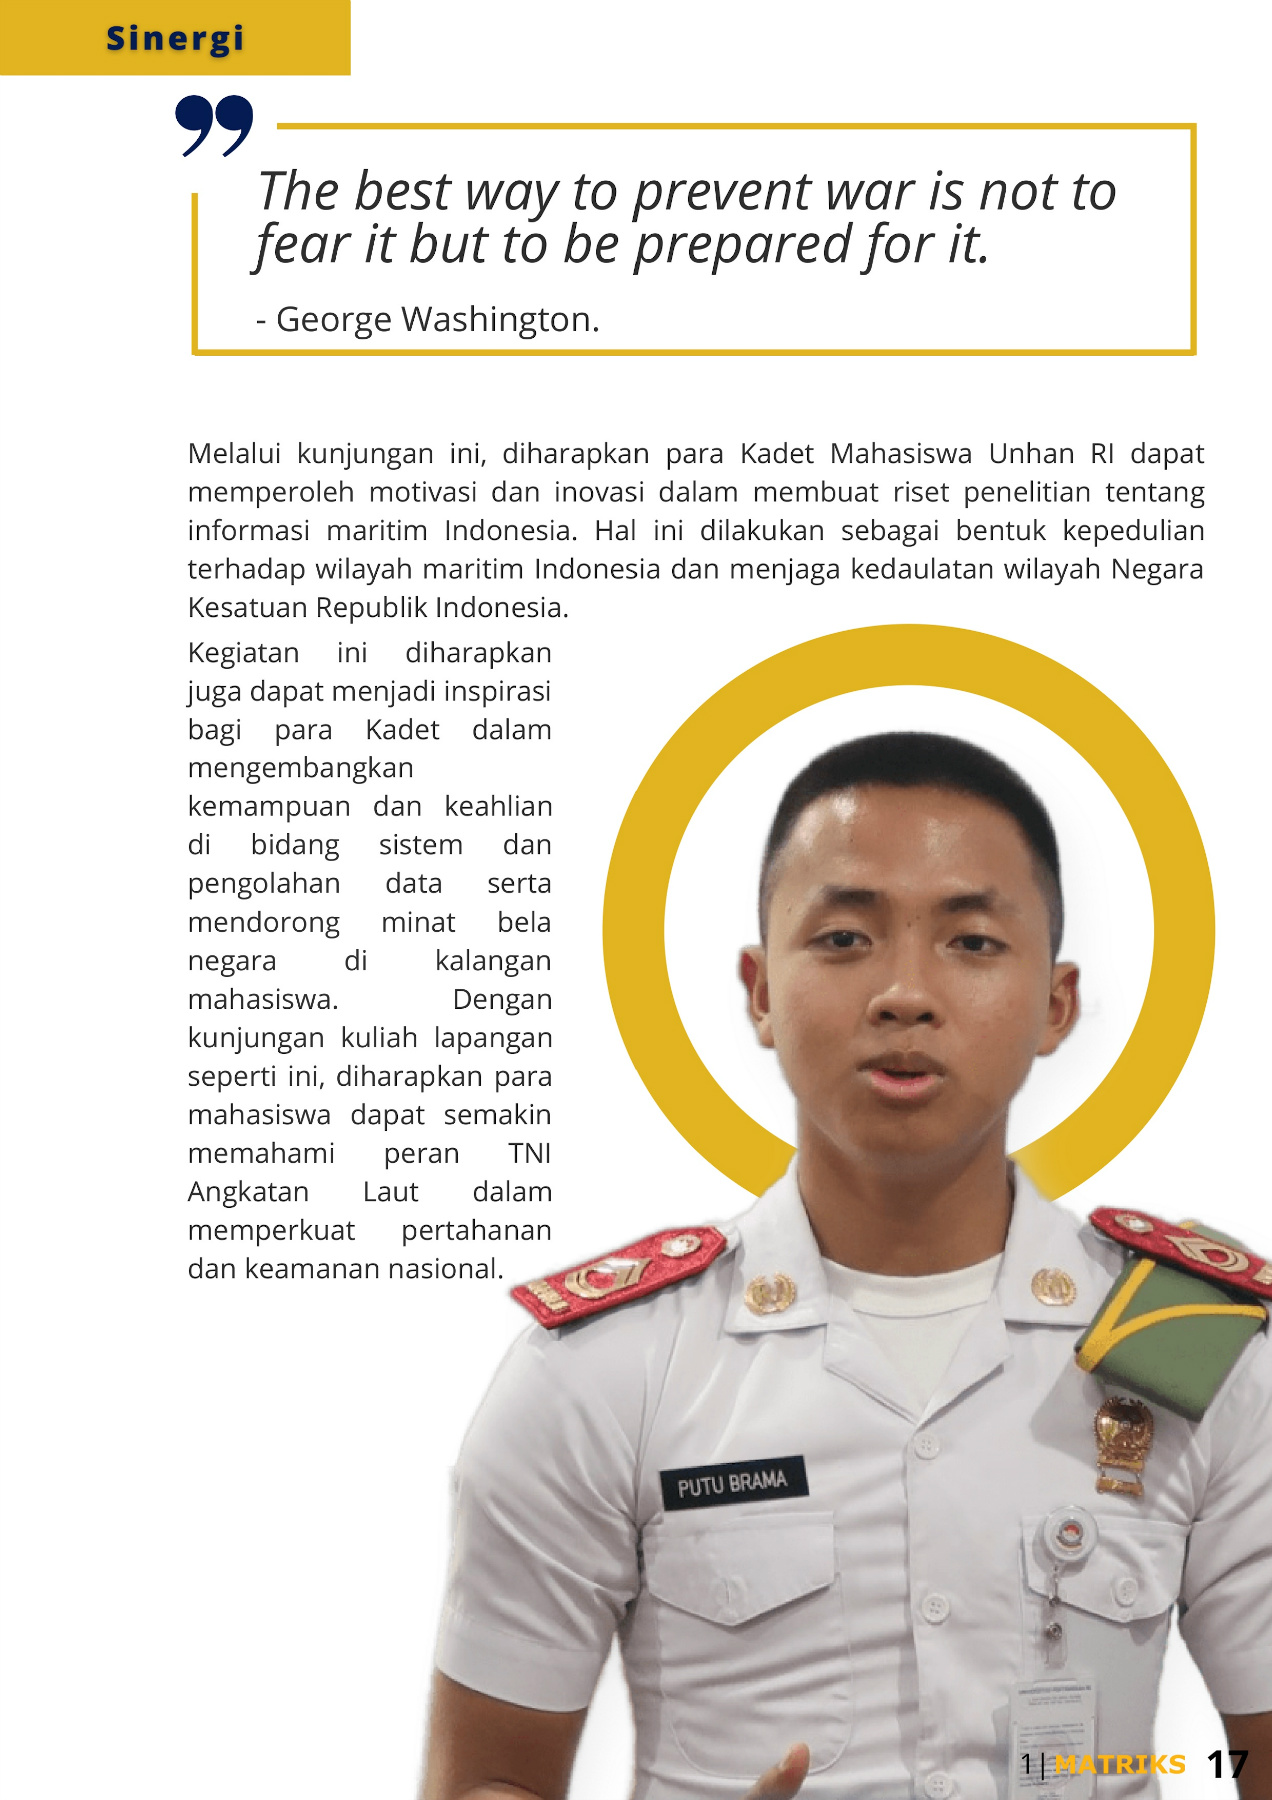 Sinergi
The best way to prevent war is not to
fear it but to be prepared for it.
- George Washington.
Melalui kunjungan ini, diharapkan para Kadet Mahasiswa Unhan RI dapat
memperoleh motivasi dan inovasi dalam membuat riset penelitian tentang
informasi maritim Indonesia. Hal ini dilakukan sebagai bentuk kepedulian
terhadap wilayah maritim Indonesia dan menjaga kedaulatan wilayah Negara
Kesatuan Republik Indonesia.
Kegiatan ini diharapkan
juga dapat menjadi inspirasi
bagi para Kadet dalam
mengembangkan
kemampuan dan keahlian
di bidang sistem dan
pengolahan data serta
mendorong minat bela
negara di kalangan
mahasiswa. Dengan
kunjungan kuliah lapangan
seperti ini, diharapkan para
mahasiswa dapat semakin
memahami peran TNI
Angkatan Laut dalam
memperkuat pertahanan
dan keamanan nasional.
PUTU BRAMA
1|MATRIKS 17